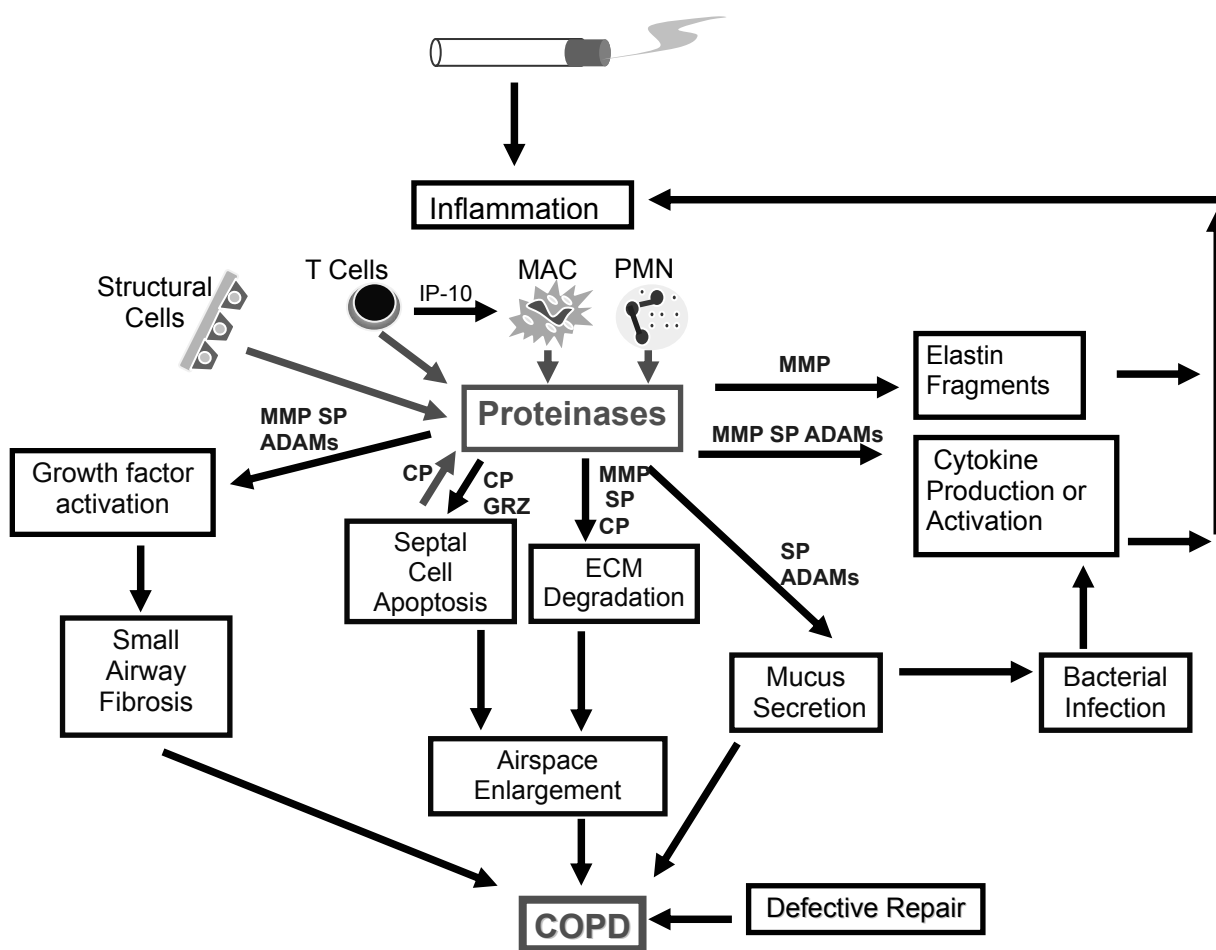 Inflammation
T Cells
IP-10
MAC
PMN
Structural
Cells
Proteinases
MMP
Elastin
Fragments
MMP SP
ADAMs
MMP SP ADAMs
Growth factor
activation
CP
CP
GRZ
MMP
SP
CP
Cytokine
Production or
Activation
Septal
Cell
Apoptosis
ECM
Degradation
SP
ADAMs
Small
Airway
Fibrosis
Mucus
Secretion
Bacterial
Infection
Airspace
Enlargement
COPD
Defective Repair